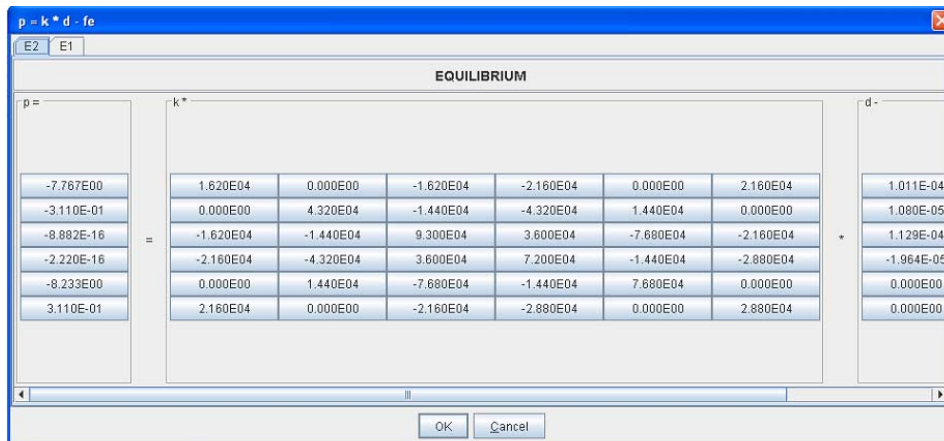 p = k * d - fe
E2 E1
EQUILIBRIUM
p = k * d -
-7.767E00 1.620E04 0.000E00 -1.620E04 -2.160E04 0.000E00 2.160E04 1.011E-04
-3.110E-01 0.000E00 4.320E04 -1.440E04 -4.320E04 1.440E04 0.000E00 1.080E-05
-8.882E-16 = -1.620E04 -1.440E04 9.300E04 3.600E04 -7.680E04 -2.160E04 * 1.129E-04
-2.220E-16 -2.160E04 -4.320E04 3.600E04 7.200E04 -1.440E04 -2.880E04 -1.964E-05
-8.233E00 0.000E00 1.440E04 -7.680E04 -1.440E04 7.680E04 0.000E00 0.000E00
3.110E-01 2.160E04 0.000E00 -2.160E04 -2.880E04 0.000E00 2.880E04 0.000E00
OK Cancel